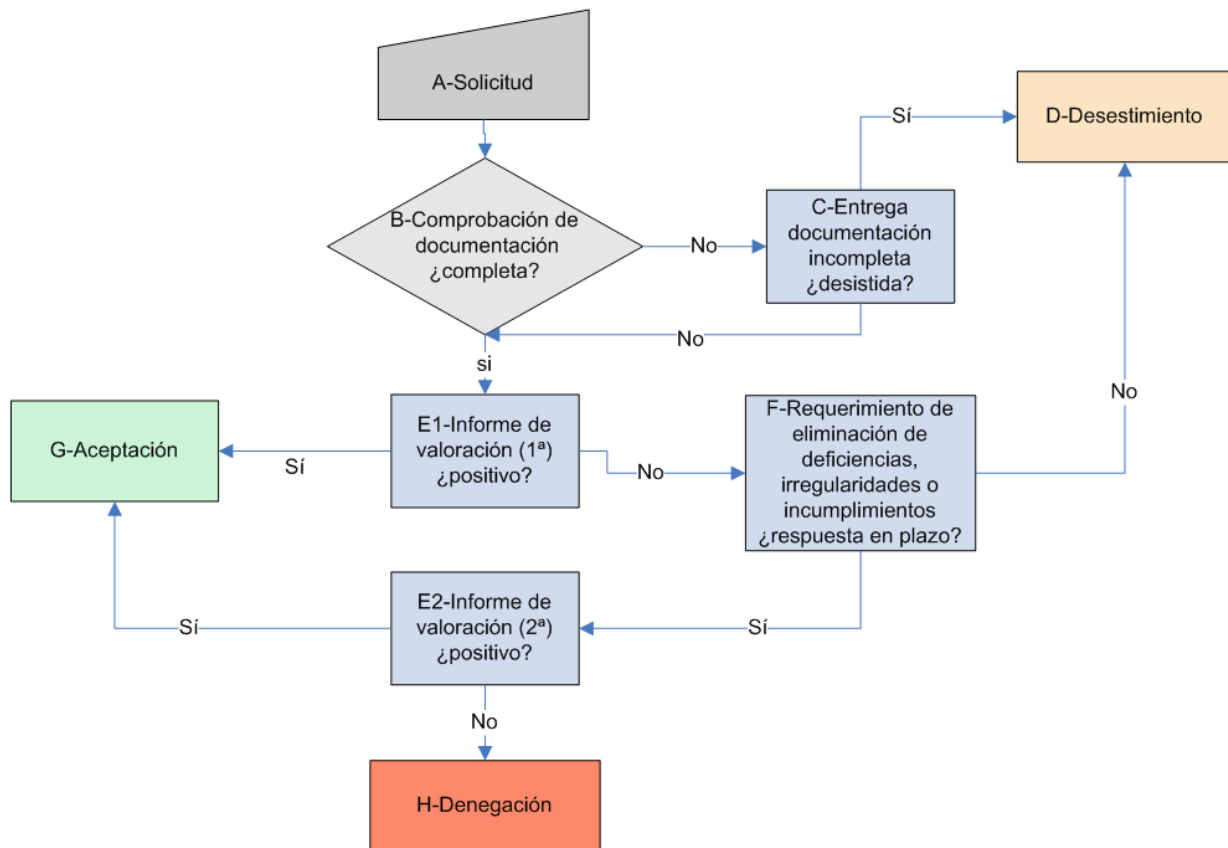 A-Solicitud
D-Desestimiento
Sí
B-Comprobación de
documentación
¿completa?
No
C-Entrega
documentación
incompleta
¿desistida?
No
si
G-Aceptación
Sí
E1-Informe de
valoración (1ª)
¿positivo?
No
F-Requerimiento de
eliminación de
deficiencias,
irregularidades o
incumplimientos
¿respuesta en plazo?
No
Sí
E2-Informe de
valoración (2ª)
¿positivo?
Sí
No
H-Denegación